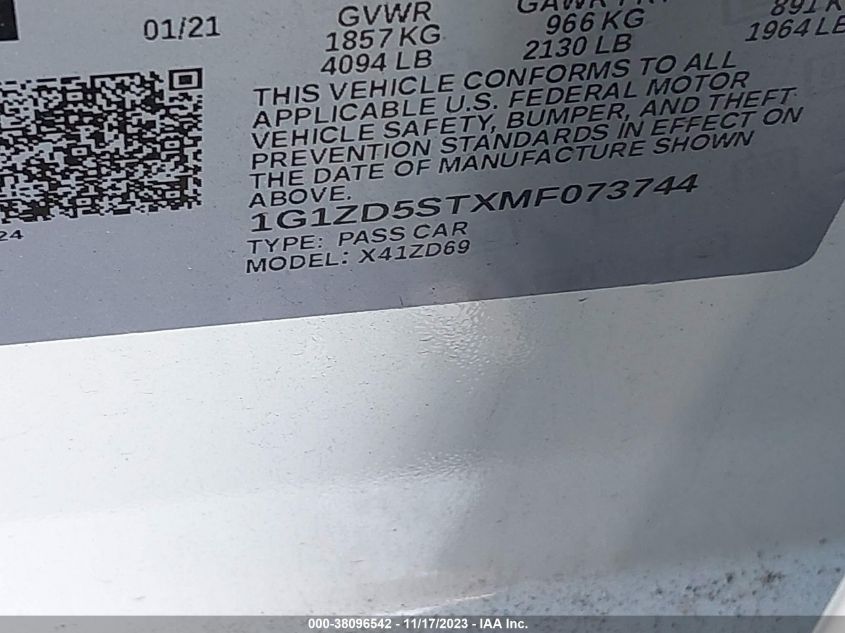 01/21
GVWR
1857 KG
4094 LB
966 KG
2130 LB
1964 LB
THIS VEHICLE CONFORMS TO ALL
APPLICABLE U.S. FEDERAL MOTOR
VEHICLE SAFETY, BUMPER, AND THEFT
PREVENTION STANDARDS IN EFFECT ON
THE DATE OF MANUFACTURE SHOWN
ABOVE.
1G1ZD5STXMF073744
TYPE: PASS CAR
MODEL: X41ZD69
24
000-38096542 - 11/17/2023 - IAA Inc.